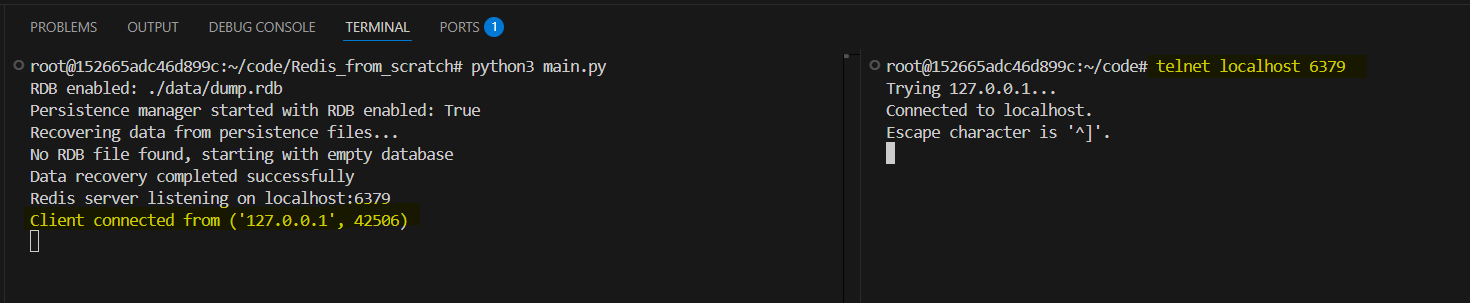 PROBLEMS OUTPUT DEBUG CONSOLE TERMINAL PORTS 1
root@152665adc46d899c:~/code/Redis_from_scratch# python3 main.py
RDB enabled: ./data/dump.rdb
Persistence manager started with RDB enabled: True
Recovering data from persistence files...
No RDB file found, starting with empty database
Data recovery completed successfully
Redis server listening on localhost:6379
Client connected from ('127.0.0.1', 42506)
root@152665adc46d899c:~/code# telnet localhost 6379
Trying 127.0.0.1...
Connected to localhost.
Escape character is '^]'.